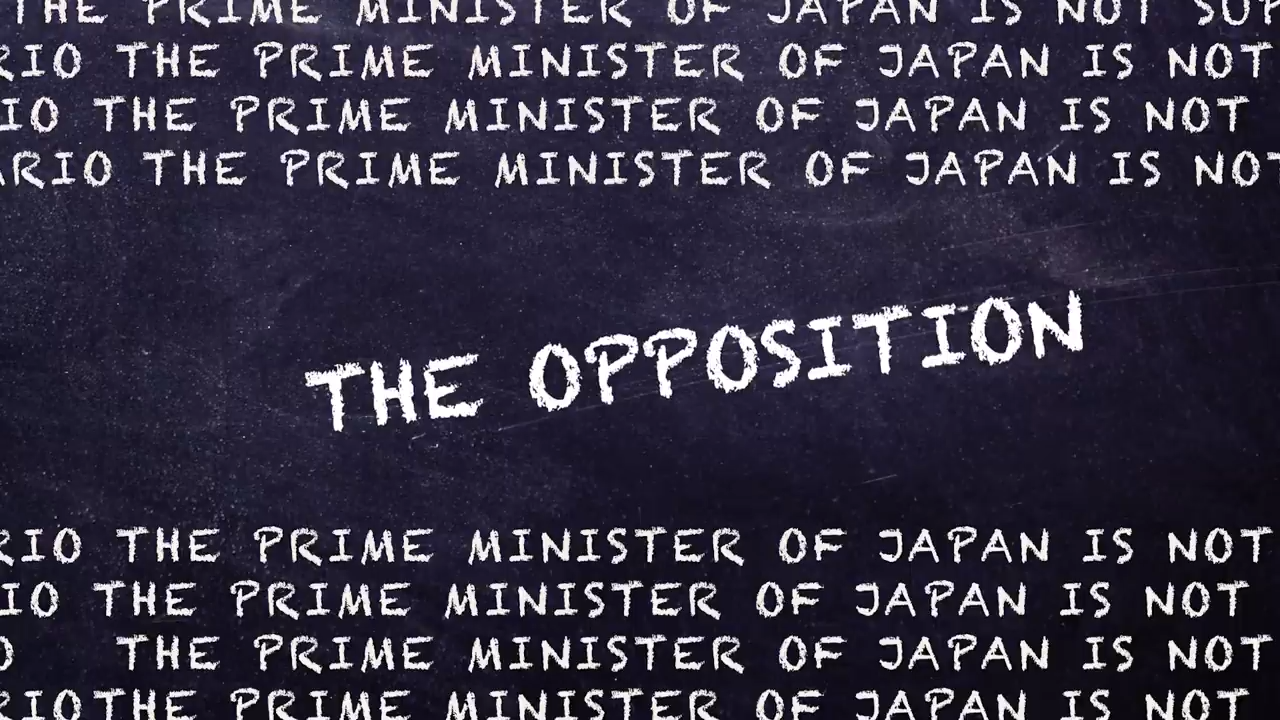 THE PRIME MINISTER OF JAPAN IS NOT SUP
RIO THE PRIME MINISTER OF JAPAN IS NOT
IO THE PRIME MINISTER OF JAPAN IS NOT
ARIO THE PRIME MINISTER OF JAPAN IS NOT
THE OPPOSITION
RIO THE PRIME MINISTER OF JAPAN IS NOT
IO THE PRIME MINISTER OF JAPAN IS NOT
O THE PRIME MINISTER OF JAPAN IS NOT
RIO THE PRIME MINISTER OF JAPAN IS NOT